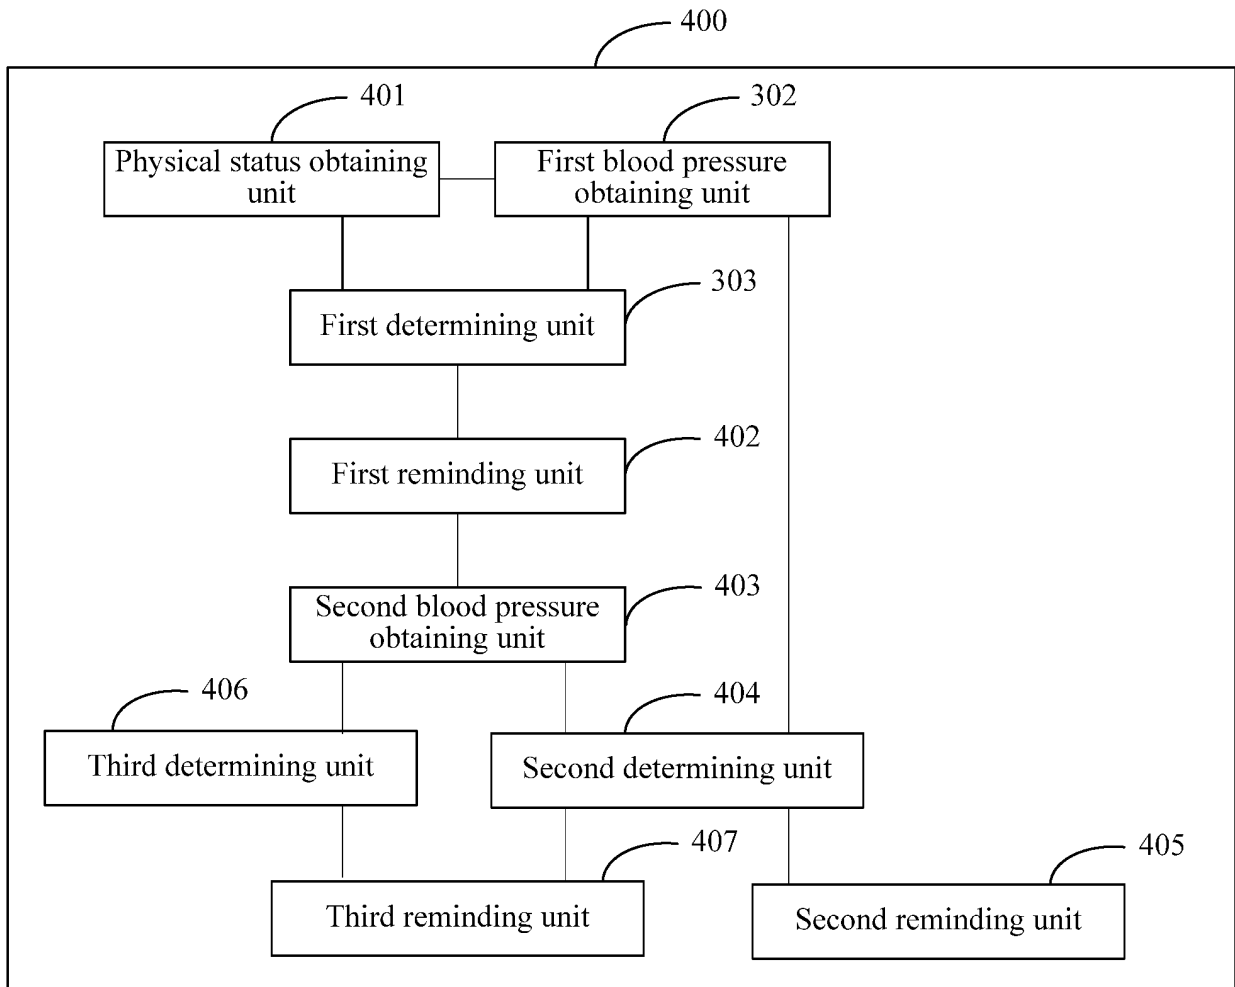 400
401
302
Physical status obtaining
unit
First blood pressure
obtaining unit
303
First determining unit
402
First reminding unit
403
Second blood pressure
obtaining unit
406
404
Third determining unit
Second determining unit
407
405
Third reminding unit
Second reminding unit